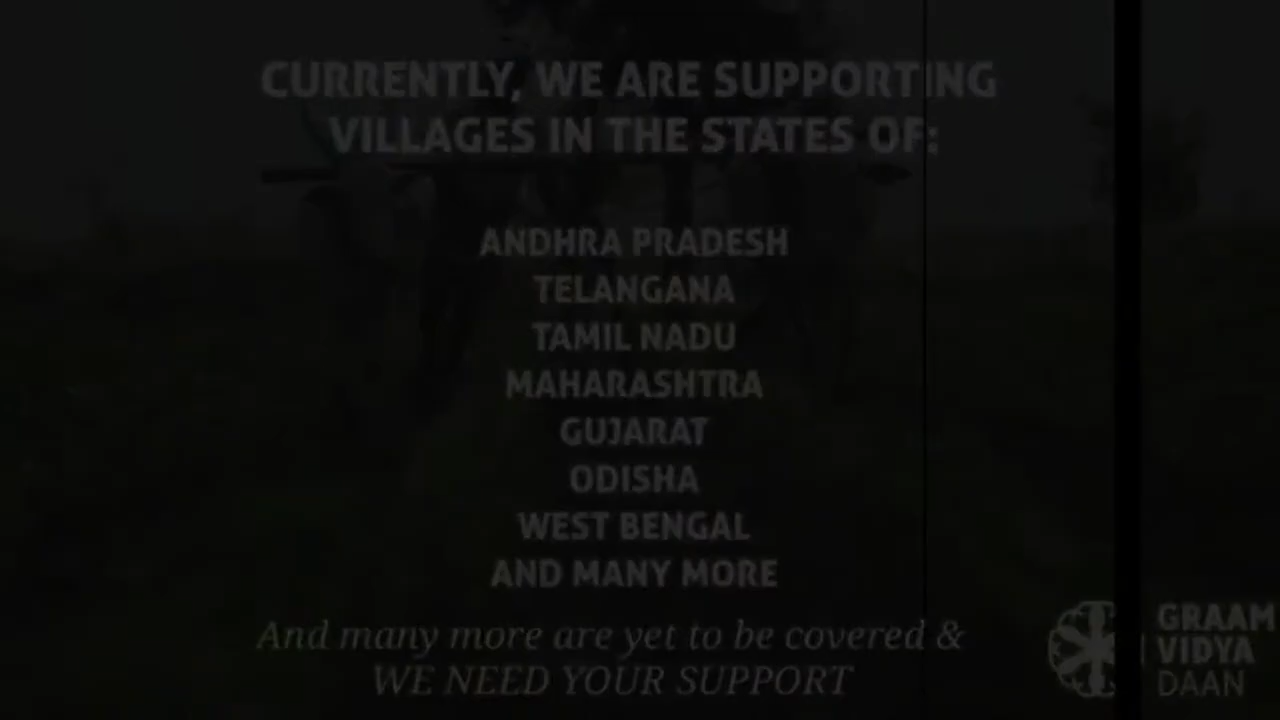 CURRENTLY, WE ARE SUPPORTING
VILLAGES IN THE STATES OF:
ANDHRA PRADESH
TELANGANA
TAMIL NADU
MAHARASHTRA
GUJARAT
ODISHA
WEST BENGAL
AND MANY MORE
And many more are yet to be covered &
WE NEED YOUR SUPPORT
GRAAM
VIDYA
DAAN